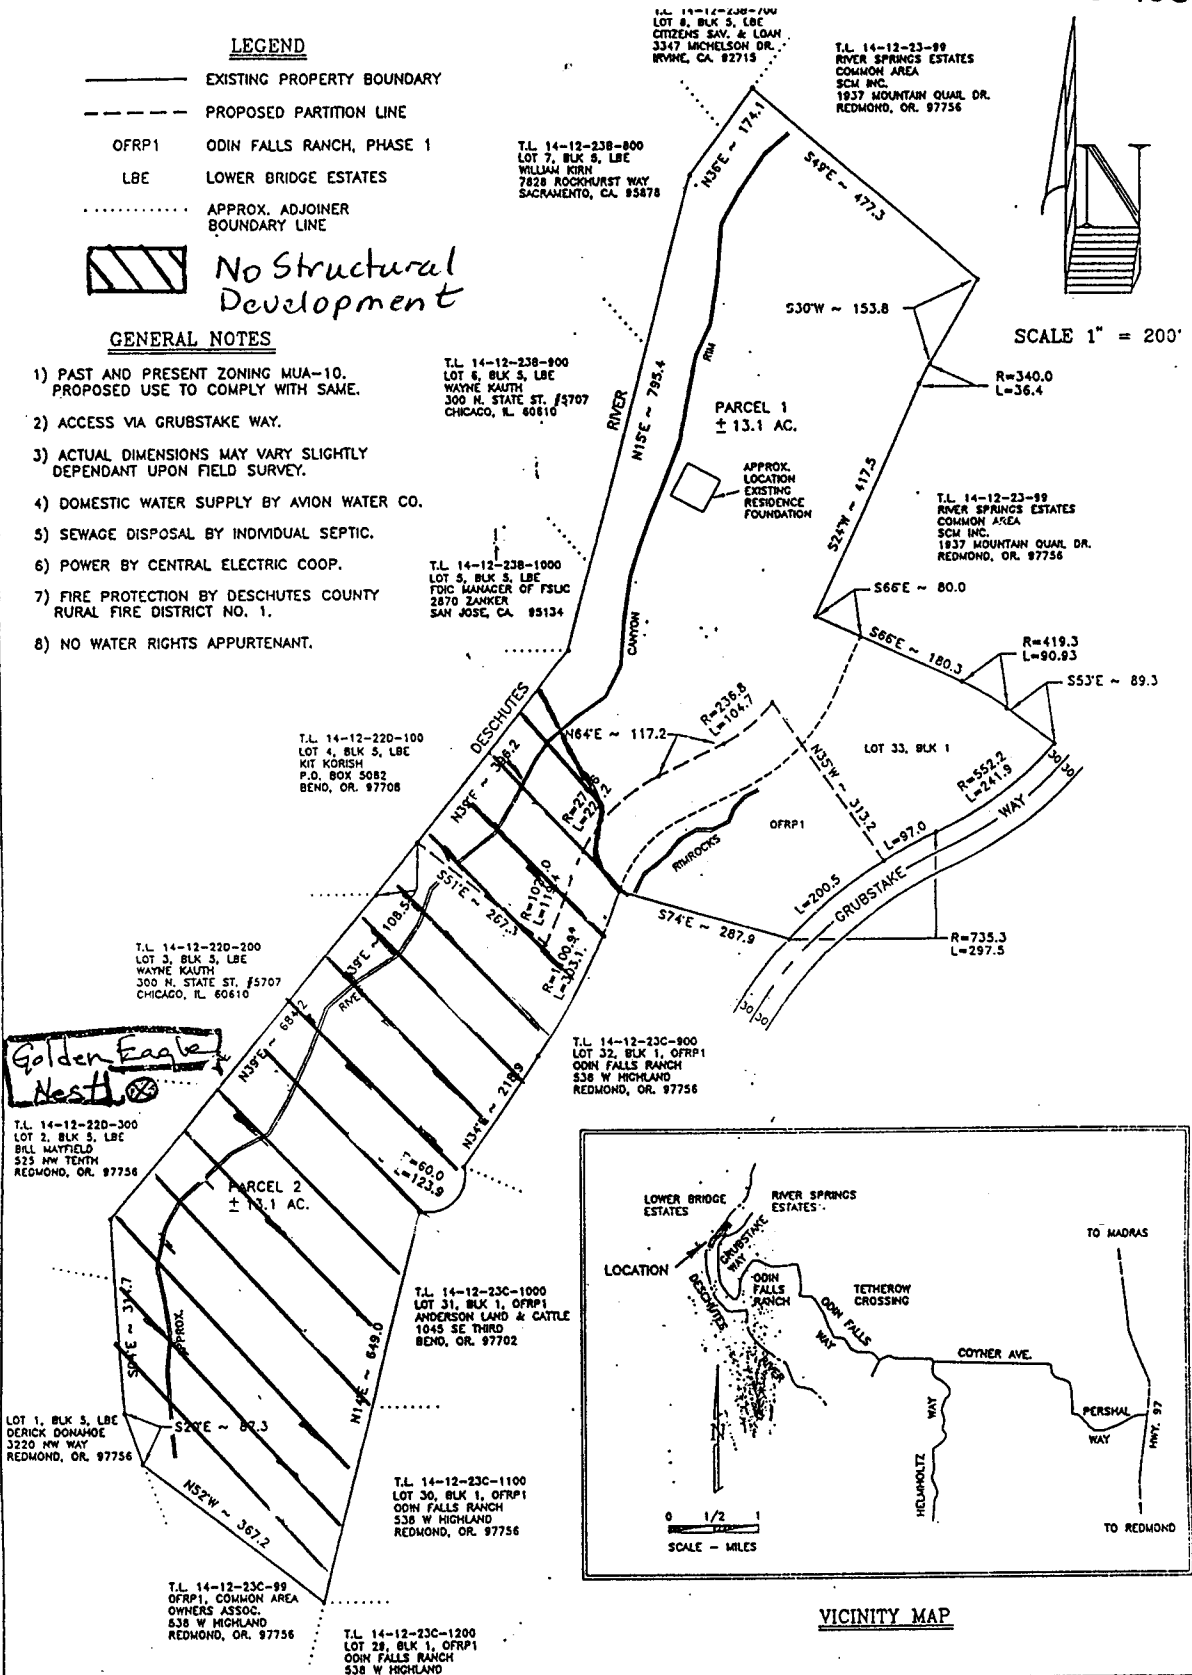 LEGEND
EXISTING PROPERTY BOUNDARY
PROPOSED PARTITION LINE
OFRP1 ODIN FALLS RANCH, PHASE 1
LBE LOWER BRIDGE ESTATES
APPROX. ADJOINER
BOUNDARY LINE
No Structural
Development
GENERAL NOTES
1) PAST AND PRESENT ZONING MUA-10.
PROPOSED USE TO COMPLY WITH SAME.
2) ACCESS VIA GRUBSTAKE WAY.
3) ACTUAL DIMENSIONS MAY VARY SLIGHTLY
DEPENDANT UPON FIELD SURVEY.
4) DOMESTIC WATER SUPPLY BY AVION WATER CO.
5) SEWAGE DISPOSAL BY INDIVIDUAL SEPTIC.
6) POWER BY CENTRAL ELECTRIC COOP.
7) FIRE PROTECTION BY DESCHUTES COUNTY
RURAL FIRE DISTRICT NO. 1.
8) NO WATER RIGHTS APPURTENANT.
T.L. 14-12-23B-700
LOT 8, BLK 5, LBE
CITIZENS SAV. & LOAN
3347 MICHELSON DR.
IRVINE, CA. 92715
T.L. 14-12-23-99
RIVER SPRINGS ESTATES
COMMON AREA
SCM INC.
1937 MOUNTAIN QUAIL DR.
REDMOND, OR. 97756
T.L. 14-12-23B-800
LOT 7, BLK 5, LBE
WILLIAM KIRN
7828 ROCKHURST WAY
SACRAMENTO, CA. 95878
N36°E ~ 174.1
S49°E ~ 477.3
S30°W ~ 153.8
SCALE 1" = 200'
R=340.0
L=36.4
T.L. 14-12-23B-900
LOT 6, BLK 5, LBE
WAYNE KAUTH
300 N. STATE ST. #5707
CHICAGO, IL. 60610
RIVER
N15°E ~ 795.4
RIM
PARCEL 1
± 13.1 AC.
APPROX.
LOCATION
EXISTING
RESIDENCE
FOUNDATION
S24°W ~ 417.5
T.L. 14-12-23-99
RIVER SPRINGS ESTATES
COMMON AREA
SCM INC.
1937 MOUNTAIN QUAIL DR.
REDMOND, OR. 97756
T.L. 14-12-23B-1000
LOT 5, BLK 5, LBE
FDIC MANAGER OF FSLIC
2870 ZANKER
SAN JOSE, CA. 95134
CANYON
S66°E ~ 80.0
S66°E ~ 180.3
R=419.3
L=90.93
S53°E ~ 89.3
DESCHUTES
R=236.8
L=104.7
N64°E ~ 117.2
T.L. 14-12-22D-100
LOT 4, BLK 5, LBE
KIT KORISH
P.O. BOX 5082
BEND, OR. 97708
LOT 33, BLK 1
N35°W ~ 313.2
R=552.2
L=241.9
30 30
WAY
OFRP1
RIMROCKS
L=97.0
L=200.5
GRUBSTAKE
S51°E ~ 267.3
S74°E ~ 287.9
R=735.3
L=297.5
30 30
L=303.1
N39°E ~ 108.5
T.L. 14-12-22D-200
LOT 3, BLK 5, LBE
WAYNE KAUTH
300 N. STATE ST. #5707
CHICAGO, IL. 60610
N39°E ~ 684.2
Golden Eagle
Nest
T.L. 14-12-23C-900
LOT 32, BLK 1, OFRP1
ODIN FALLS RANCH
538 W HIGHLAND
REDMOND, OR. 97756
N34°E ~ 218.9
T.L. 14-12-22D-300
LOT 2, BLK 5, LBE
BILL MAYFIELD
525 NW TENTH
REDMOND, OR. 97756
R=60.0
L=123.9
PARCEL 2
± 13.1 AC.
T.L. 14-12-23C-1000
LOT 31, BLK 1, OFRP1
ANDERSON LAND & CATTLE
1045 SE THIRD
BEND, OR. 97702
APPROX.
N14°E ~ 649.0
LOT 1, BLK 5, LBE
DERICK DONAHOE
3220 NW WAY
REDMOND, OR. 97756
S20°E ~ 87.3
N52°W ~ 367.2
T.L. 14-12-23C-1100
LOT 30, BLK 1, OFRP1
ODIN FALLS RANCH
538 W HIGHLAND
REDMOND, OR. 97756
T.L. 14-12-23C-99
OFRP1, COMMON AREA
OWNERS ASSOC.
538 W HIGHLAND
REDMOND, OR. 97756
T.L. 14-12-23C-1200
LOT 29, BLK 1, OFRP1
ODIN FALLS RANCH
538 W HIGHLAND
LOWER BRIDGE
ESTATES
RIVER SPRINGS
ESTATES
GRUBSTAKE
WAY
LOCATION
DESCHUTES
RIVER
ODIN
FALLS
RANCH
ODIN FALLS
WAY
TETHEROW
CROSSING
TO MADRAS
COYNER AVE.
PERSHAL
WAY
HWY. 97
HELMHOLTZ
WAY
TO REDMOND
0 1/2 1
SCALE - MILES
VICINITY MAP